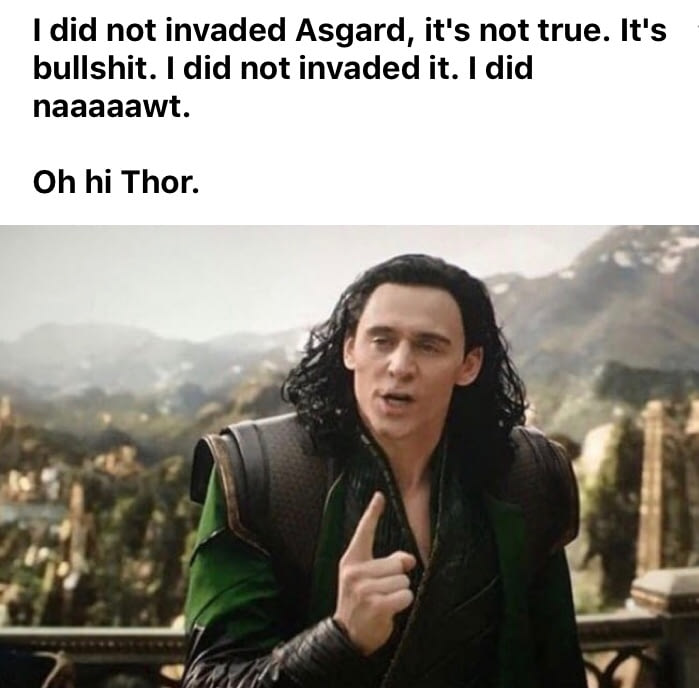 I did not invaded Asgard, it's not true. It's
bullshit. I did not invaded it. I did
naaaaawt.
Oh hi Thor.